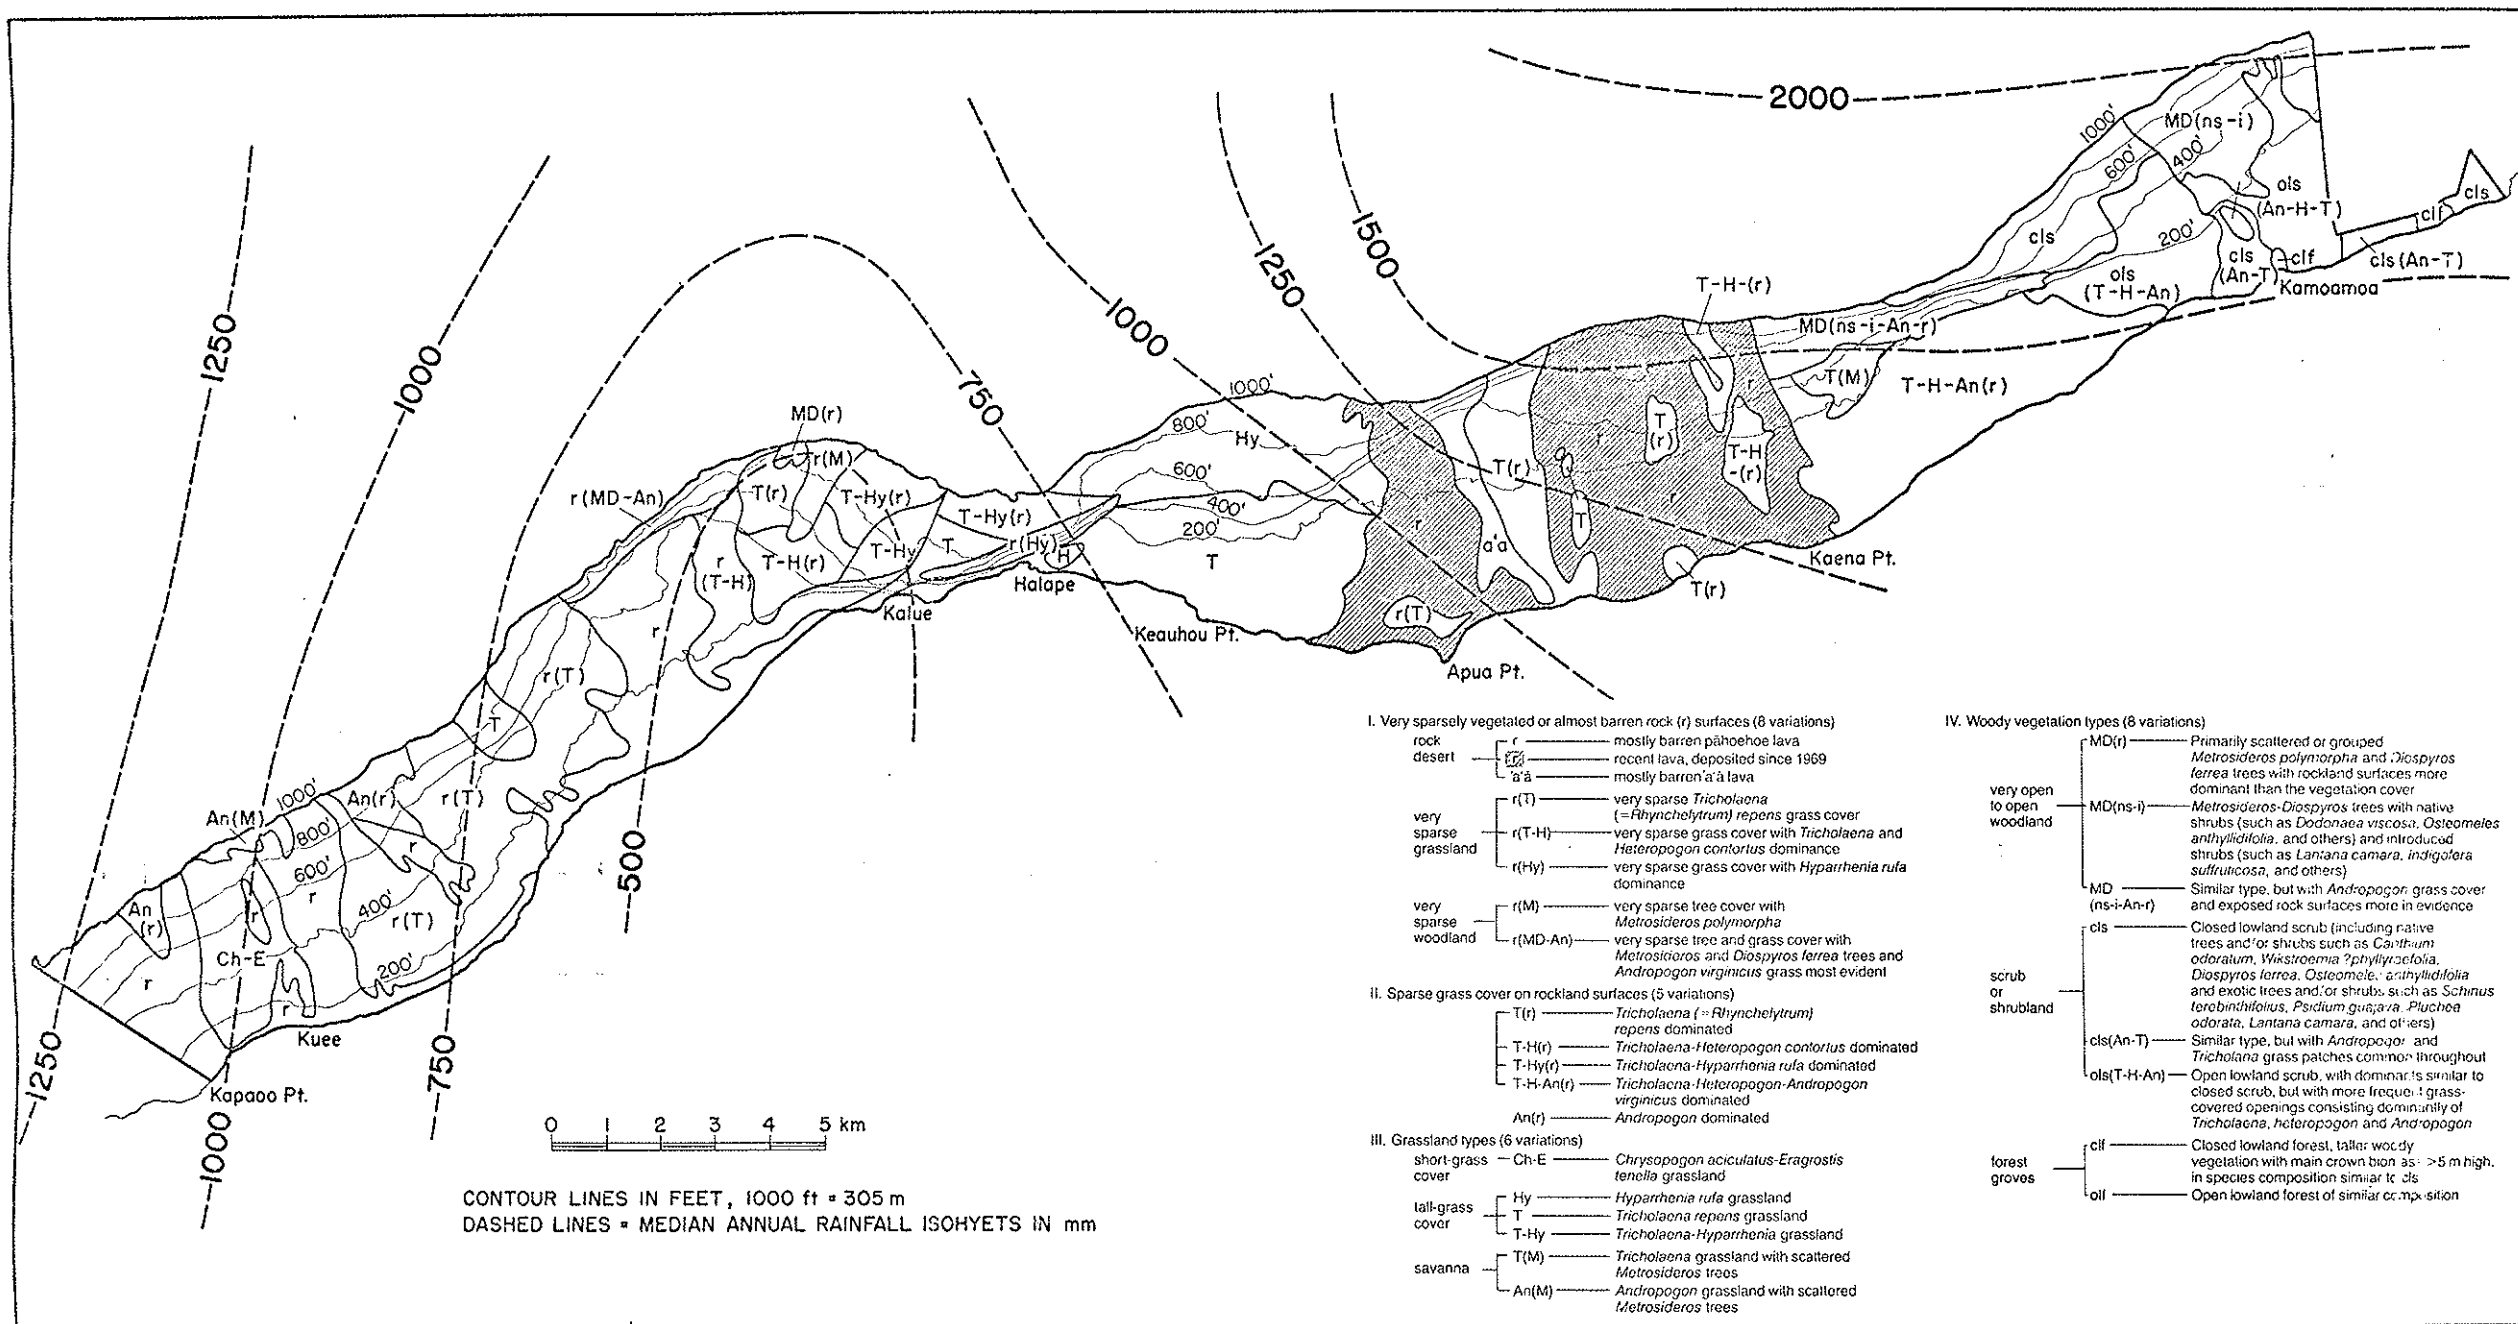 2000
1250
1000
750
1000
1250
1500
500
1250
1000
750
1000'
600'
400'
200'
MD(ns-i)
ols
(An-H-T)
clf
cls
cls
cls
(An-T)
clf
cls(An-T)
Kamoamoa
ols
(T-H-An)
T-H-(r)
MD(ns-i-An-r)
T(M)
T-H-An(r)
r
T
(r)
T-H
-(r)
r
r
T
T(r)
Kaena Pt.
T(r)
a'a
r
r(T)
Apua Pt.
1000'
800'
Hy
600'
400'
200'
T
Keauhou Pt.
MD(r)
r(M)
T(r)
T-Hy(r)
r(MD-An)
T-Hy(r)
T-Hy
T
r(Hy)
H
Halape
T-H(r)
r
(T-H)
Kalue
r
r(T)
T
r(T)
An(r)
1000'
An(M)
800'
r
600'
r
400'
r(T)
An
(r)
r
Ch-E
200'
r
r
Kuee
Kapaoo Pt.
0 1 2 3 4 5 km
CONTOUR LINES IN FEET, 1000 ft = 305 m
DASHED LINES = MEDIAN ANNUAL RAINFALL ISOHYETS IN mm
I. Very sparsely vegetated or almost barren rock (r) surfaces (8 variations)
rock
desert
r mostly barren pāhoehoe lava
r recent lava, deposited since 1969
'a'ā mostly barren 'a'ā lava
very
sparse
grassland
r(T) very sparse Tricholaena
(=Rhynchelytrum) repens grass cover
r(T-H) very sparse grass cover with Tricholaena and
Heteropogon contortus dominance
r(Hy) very sparse grass cover with Hyparrhenia rufa
dominance
very
sparse
woodland
r(M) very sparse tree cover with
Metrosideros polymorpha
r(MD-An) very sparse tree and grass cover with
Metrosideros and Diospyros ferrea trees and
Andropogon virginicus grass most evident
II. Sparse grass cover on rockland surfaces (5 variations)
T(r) Tricholaena (=Rhynchelytrum)
repens dominated
T-H(r) Tricholaena-Heteropogon contortus dominated
T-Hy(r) Tricholaena-Hyparrhenia rufa dominated
T-H-An(r) Tricholaena-Heteropogon-Andropogon
virginicus dominated
An(r) Andropogon dominated
III. Grassland types (6 variations)
short-grass
cover
Ch-E Chrysopogon aciculatus-Eragrostis
tenella grassland
tall-grass
cover
Hy Hyparrhenia rufa grassland
T Tricholaena repens grassland
T-Hy Tricholaena-Hyparrhenia grassland
savanna
T(M) Tricholaena grassland with scattered
Metrosideros trees
An(M) Andropogon grassland with scattered
Metrosideros trees
IV. Woody vegetation types (8 variations)
very open
to open
woodland
MD(r) Primarily scattered or grouped
Metrosideros polymorpha and Diospyros
ferrea trees with rockland surfaces more
dominant than the vegetation cover
MD(ns-i) Metrosideros-Diospyros trees with native
shrubs (such as Dodonaea viscosa, Osteomeles
anthyllidifolia, and others) and introduced
shrubs (such as Lantana camara, indigofera
suffruticosa, and others)
MD Similar type, but with Andropogon grass cover
(ns-i-An-r) and exposed rock surfaces more in evidence
scrub
or
shrubland
cls Closed lowland scrub (including native
trees and/or shrubs such as Canthium
odoratum, Wikstroemia
Diospyros ferrea, Osteomeles anthyllidifolia
and exotic trees and/or shrubs such as Schinus
terebinthifolius, Psidium guajava, Pluchea
odorata, Lantana camara, and others)
cls(An-T) Similar type, but with Andropogon and
Tricholana grass patches common throughout
ols(T-H-An) Open lowland scrub, with dominants similar to
closed scrub, but with more frequent grass-
covered openings consisting dominantly of
Tricholaena, heteropogon and Andropogon
forest
groves
clf Closed lowland forest, taller woody
vegetation with main crown >5 m high,
in species composition similar to cls
olf Open lowland forest of similar composition